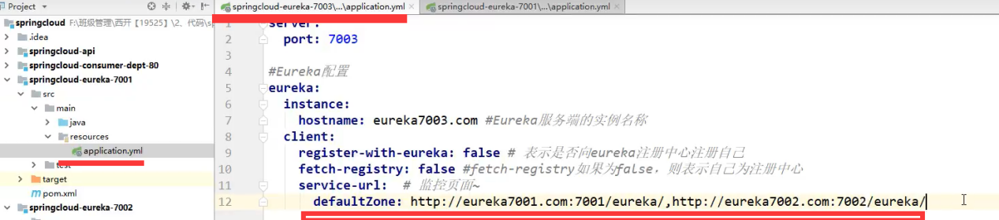 Project
springcloud-eureka-7003\...\application.yml
springcloud-eureka-7001\...\application.yml
springcloud F:\班级管理\西开【19525】\2、代码\sp
.idea
springcloud-api
springcloud-consumer-dept-80
springcloud-eureka-7001
src
main
java
resources
application.yml
test
target
pom.xml
springcloud-eureka-7002
1 server:
2 port: 7003
3
4 #Eureka配置
5 eureka:
6 instance:
7 hostname: eureka7003.com #Eureka服务端的实例名称
8 client:
9 register-with-eureka: false # 表示是否向eureka注册中心注册自己
10 fetch-registry: false #fetch-registry如果为false，则表示自己为注册中心
11 service-url: # 监控页面~
12 defaultZone: http://eureka7001.com:7001/eureka/,http://eureka7002.com:7002/eureka/